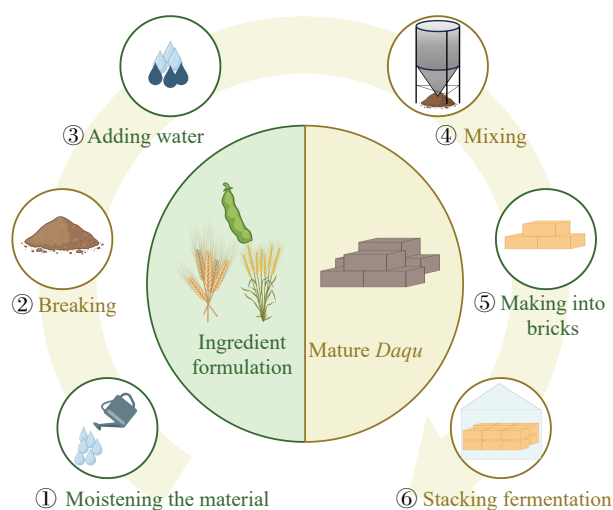 ① Moistening the material
② Breaking
③ Adding water
④ Mixing
⑤ Making into
bricks
⑥ Stacking fermentation
Ingredient
formulation
Mature Daqu